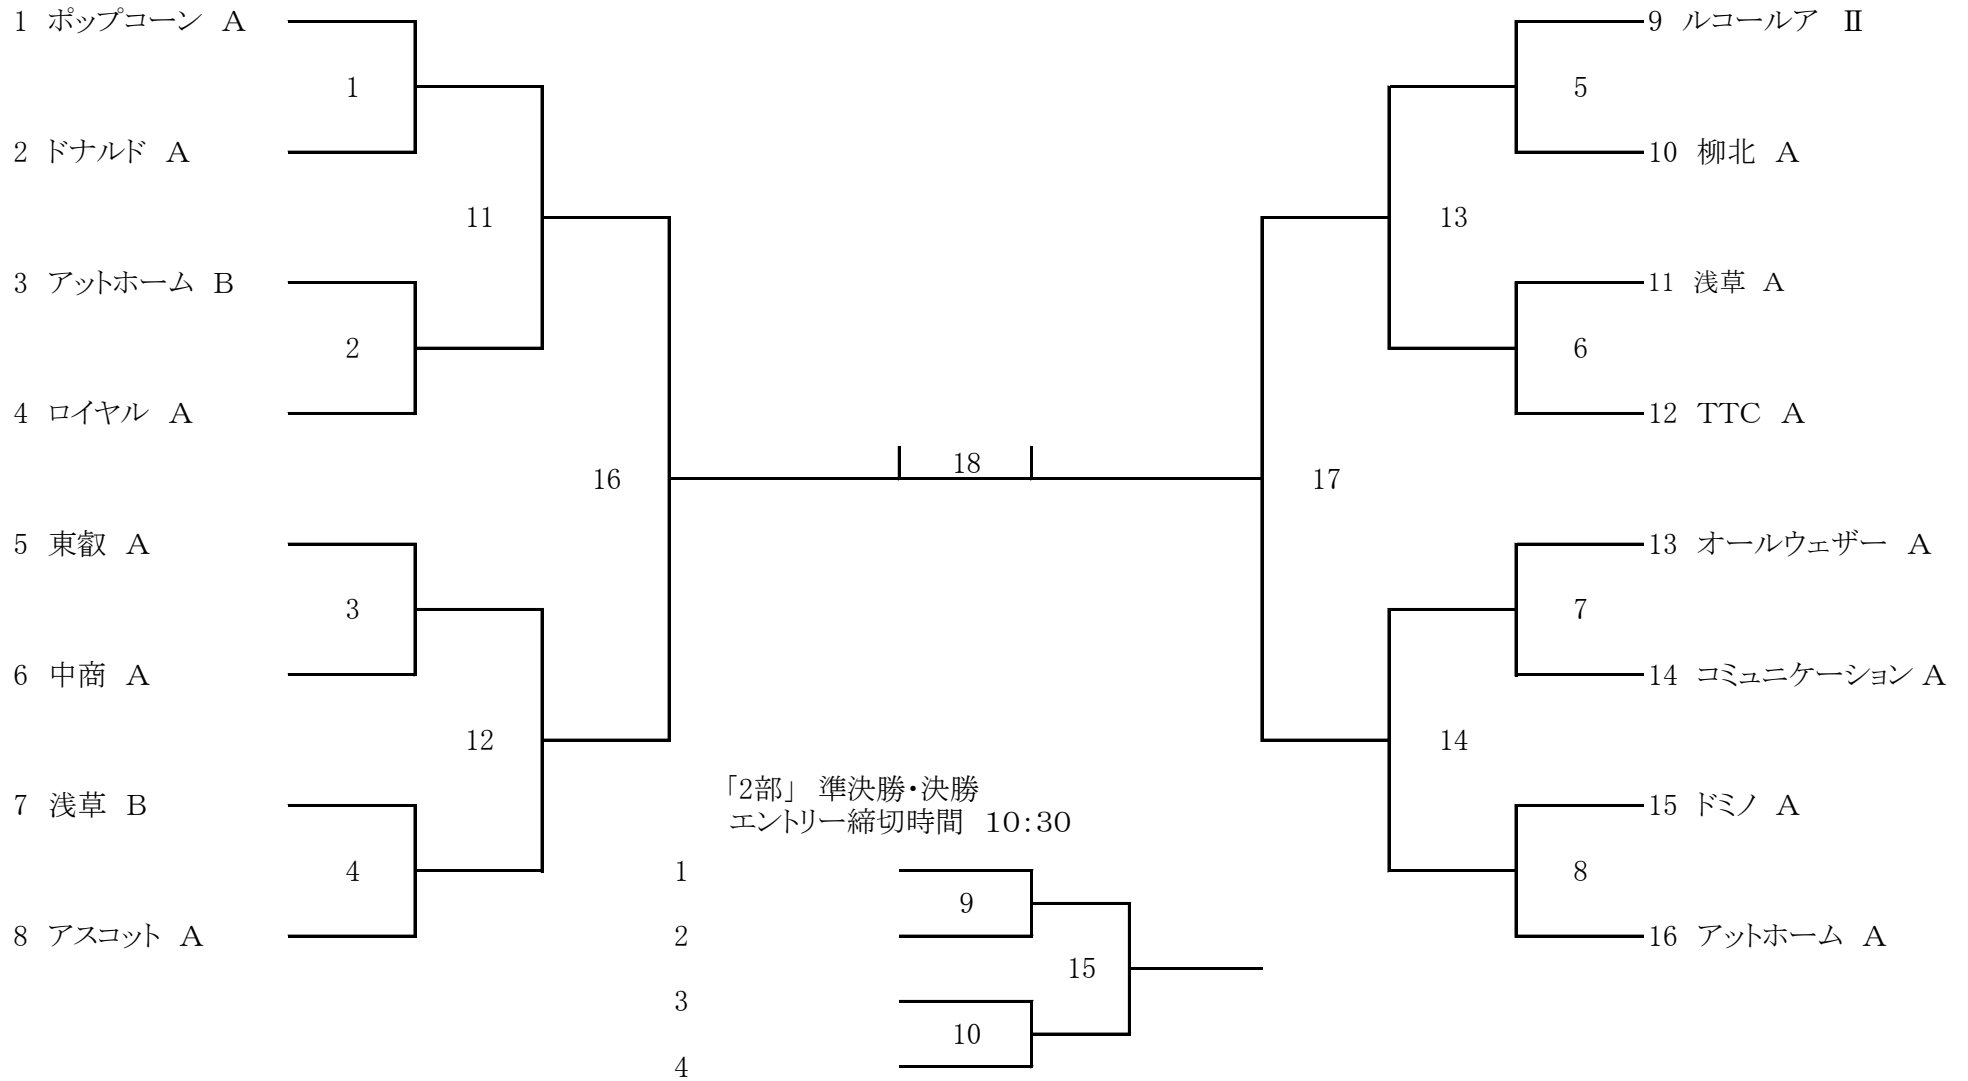 1 ポップコーン A
1
2 ドナルド A
11
3 アットホーム B
2
4 ロイヤル A
16
5 東叡 A
3
6 中商 A
12
7 浅草 B
4
8 アスコット A
18
9 ルコールア Ⅱ
5
10 柳北 A
13
11 浅草 A
6
12 TTC A
17
13 オールウェザー A
7
14 コミュニケーション A
14
15 ドミノ A
8
16 アットホーム A
「2部」 準決勝・決勝
エントリー締切時間 10:30
1
9
2
15
3
10
4